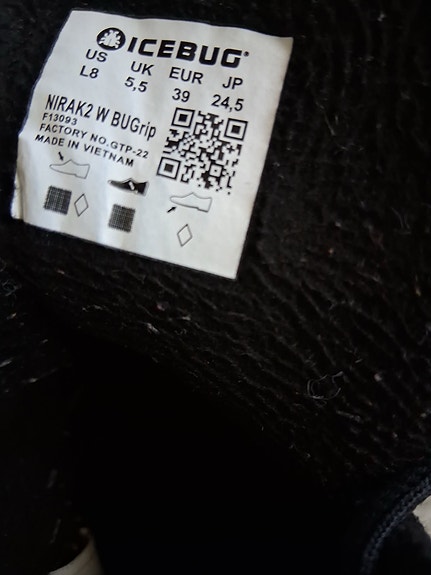 ICEBUG®
US UK EUR JP
L8 5,5 39 24,5
NIRAK2 W BUGrip
F13093
FACTORY NO.GTP-22
MADE IN VIETNAM